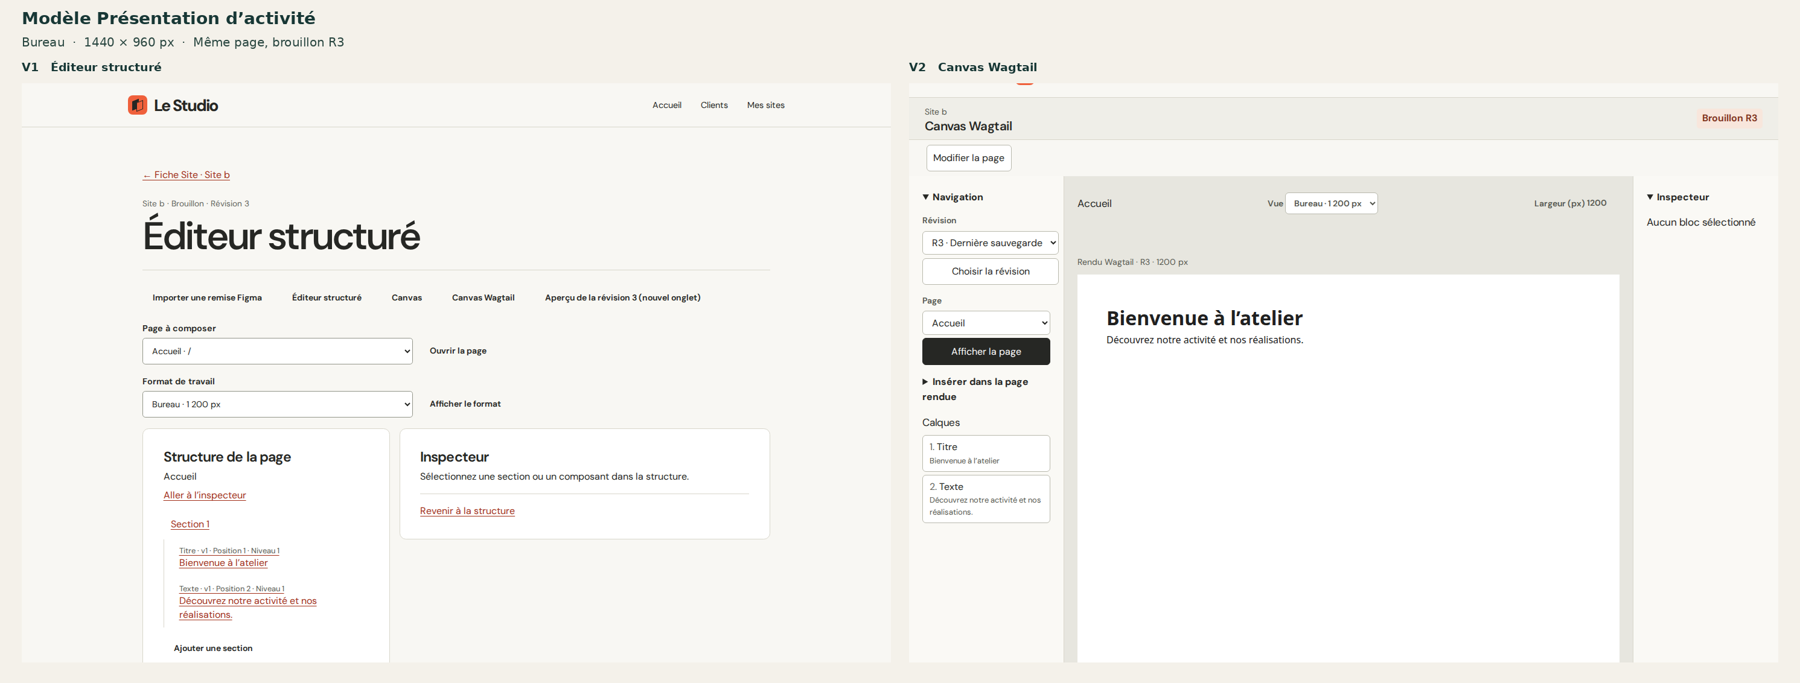 Modèle Présentation d’activité
Bureau · 1440 × 960 px · Même page, brouillon R3
V1 Éditeur structuré
Le Studio
Accueil Clients Mes sites
← Fiche Site · Site b
Site b · Brouillon · Révision 3
Éditeur structuré
Importer une remise Figma Éditeur structuré Canvas Canvas Wagtail Aperçu de la révision 3 (nouvel onglet)
Page à composer
Accueil · / Ouvrir la page
Format de travail
Bureau · 1 200 px Afficher le format
Structure de la page
Accueil
Aller à l’inspecteur
Section 1
Titre · v1 · Position 1 · Niveau 1
Bienvenue à l’atelier
Texte · v1 · Position 2 · Niveau 1
Découvrez notre activité et nos
réalisations.
Ajouter une section
Inspecteur
Sélectionnez une section ou un composant dans la structure.
Revenir à la structure
V2 Canvas Wagtail
Site b
Canvas Wagtail
Brouillon R3
Modifier la page
▼ Navigation
Révision
R3 · Dernière sauvegarde
Choisir la révision
Page
Accueil
Afficher la page
▶ Insérer dans la page
rendue
Calques
1. Titre
Bienvenue à l’atelier
2. Texte
Découvrez notre activité et nos
réalisations.
Accueil Vue Bureau · 1 200 px Largeur (px) 1200
Rendu Wagtail · R3 · 1200 px
Bienvenue à l’atelier
Découvrez notre activité et nos réalisations.
▼ Inspecteur
Aucun bloc sélectionné